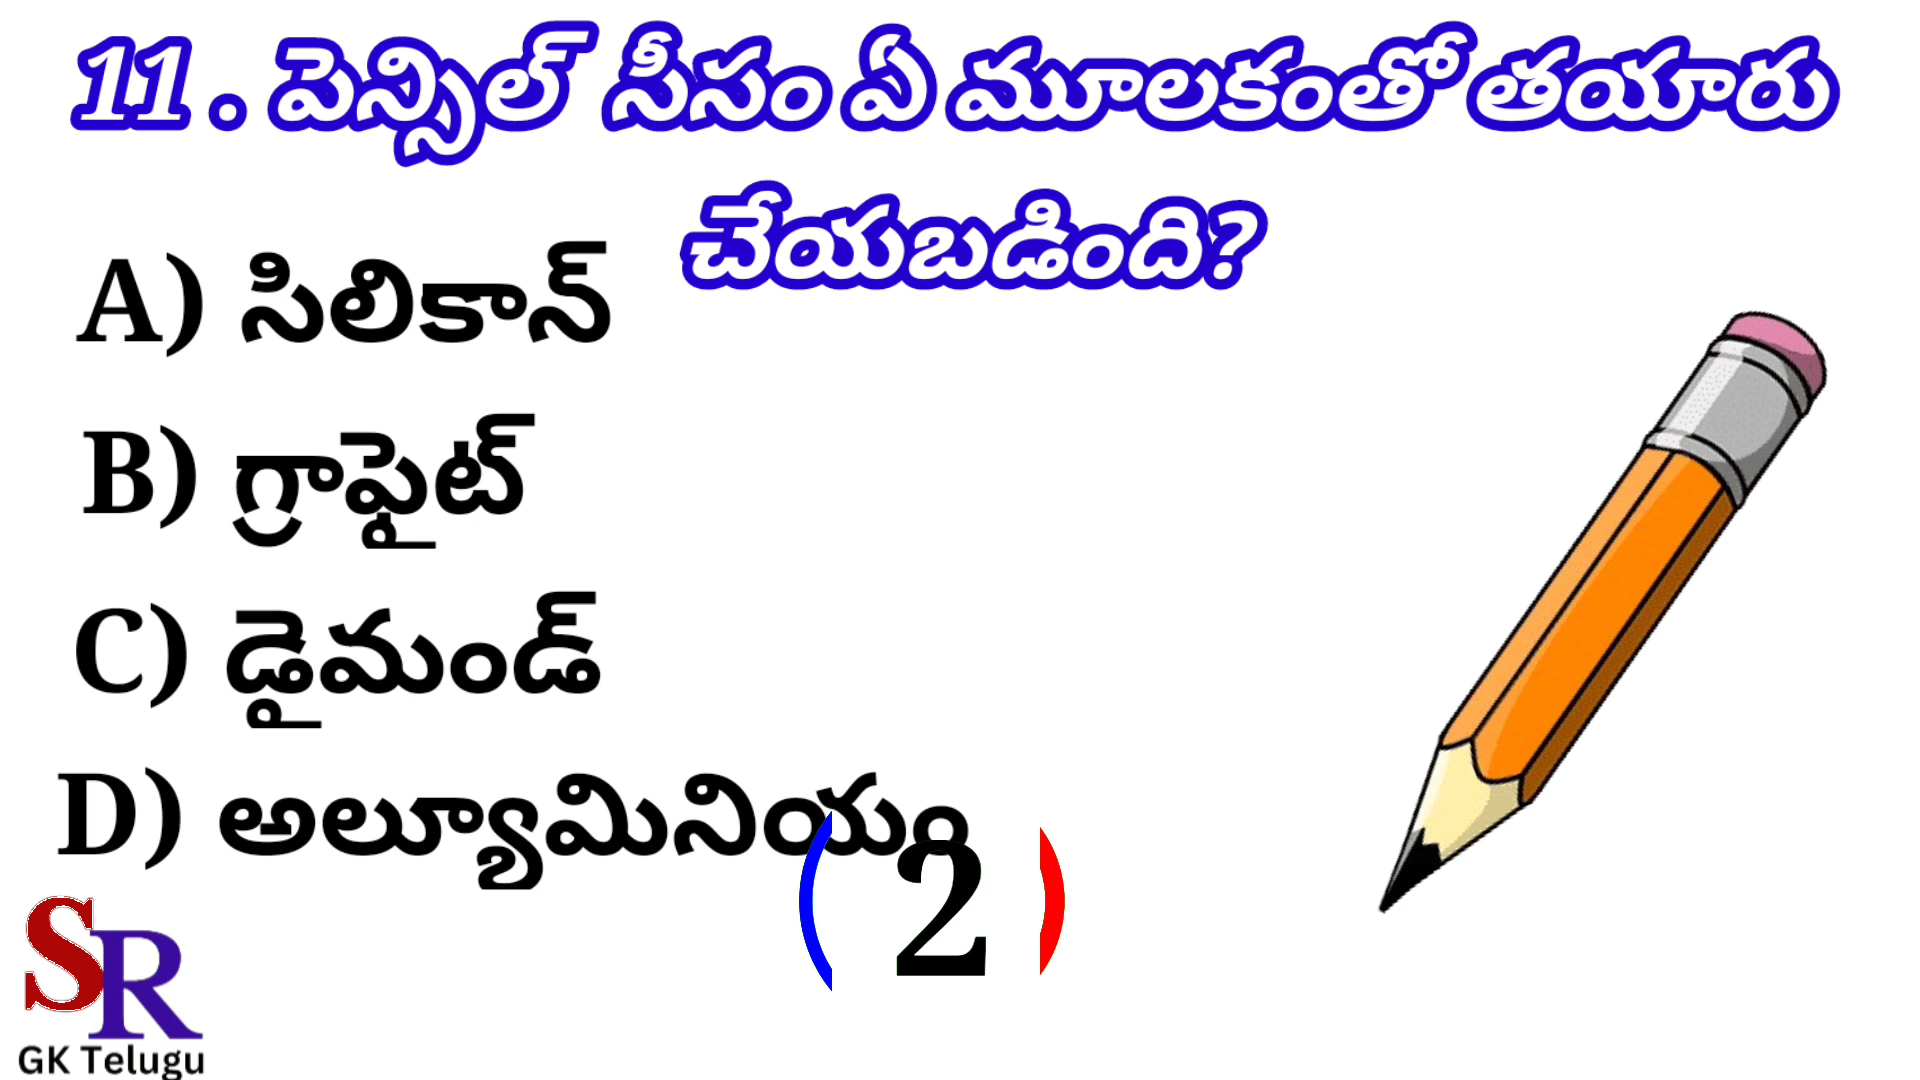 11 . పెన్సిల్ సీసం ఏ మూలకంతో తయారు
చేయబడింది?
A) సిలికాన్
B) గ్రాఫైట్
C) డైమండ్
D) అల్యూమినియం
2
SR
GK Telugu